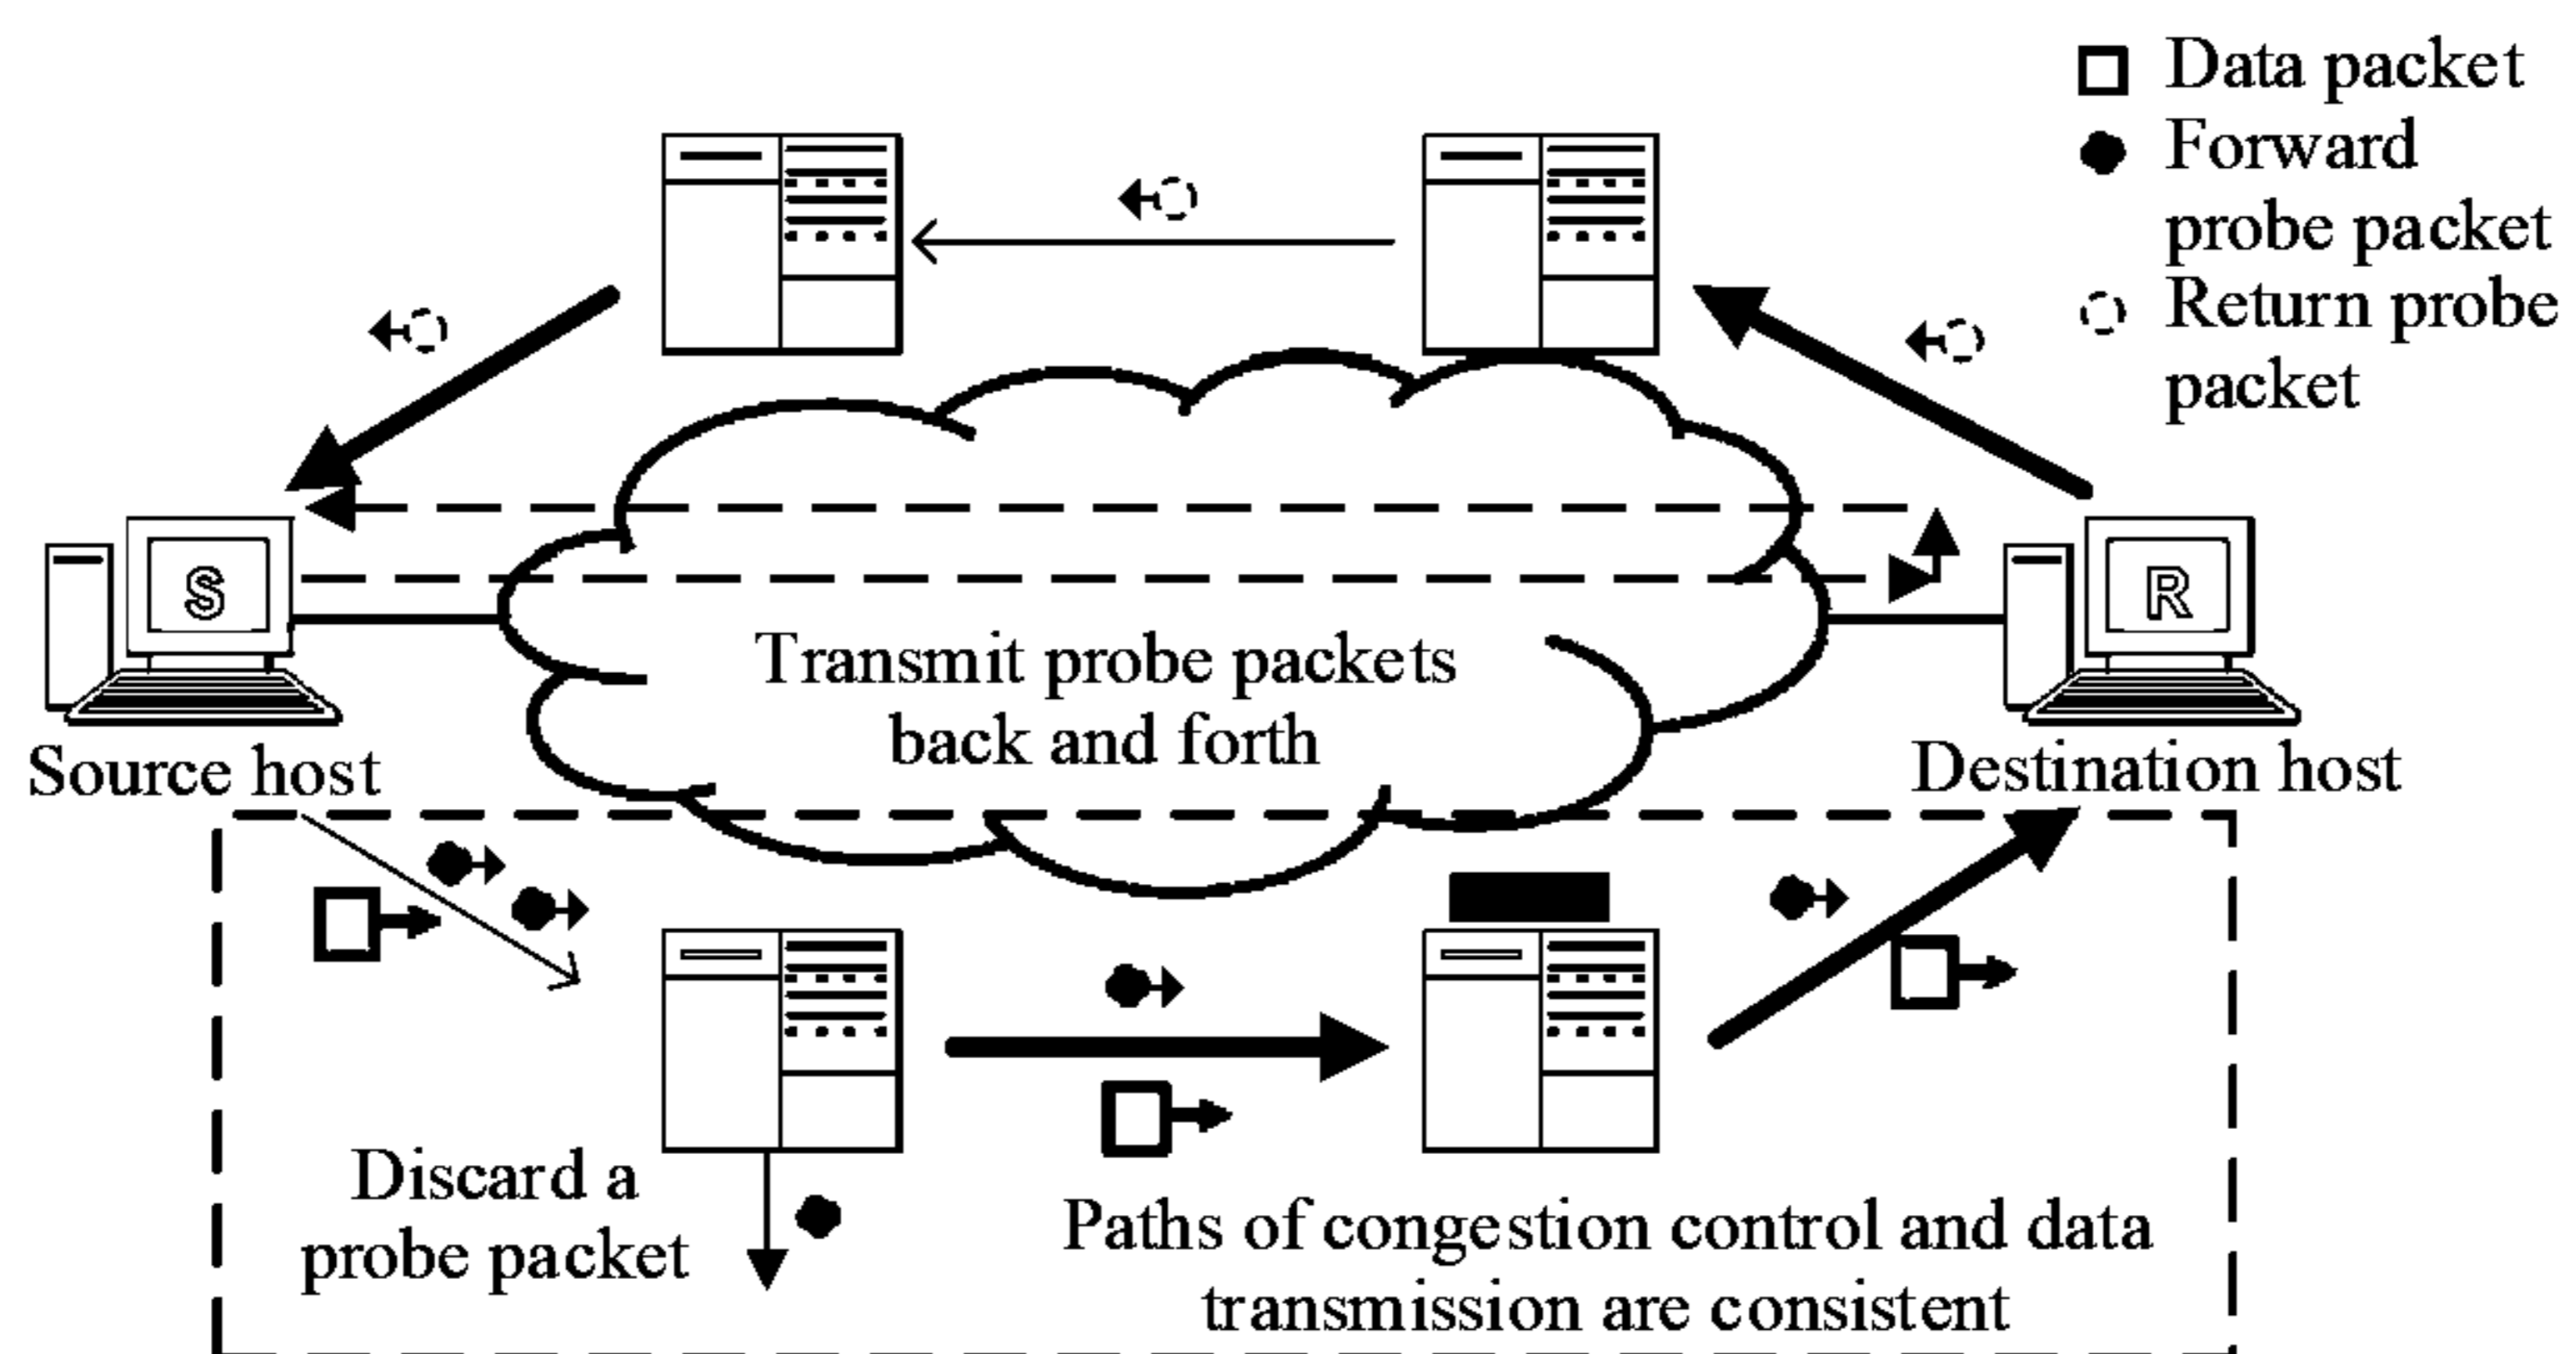 Data packet
Forward
probe packet
Return probe
packet
S
R
Transmit probe packets
back and forth
Source host
Destination host
Discard a
probe packet
Paths of congestion control and data
transmission are consistent